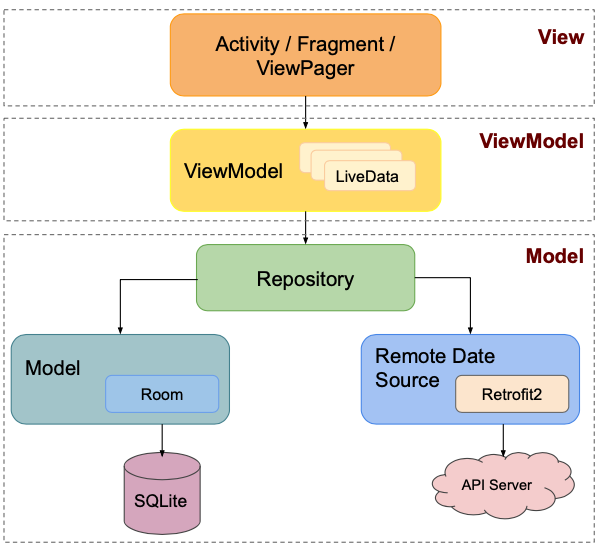 View
Activity / Fragment /
ViewPager
ViewModel
ViewModel
LiveData
Model
Repository
Model
Room
Remote Date
Source
Retrofit2
SQLite
API Server